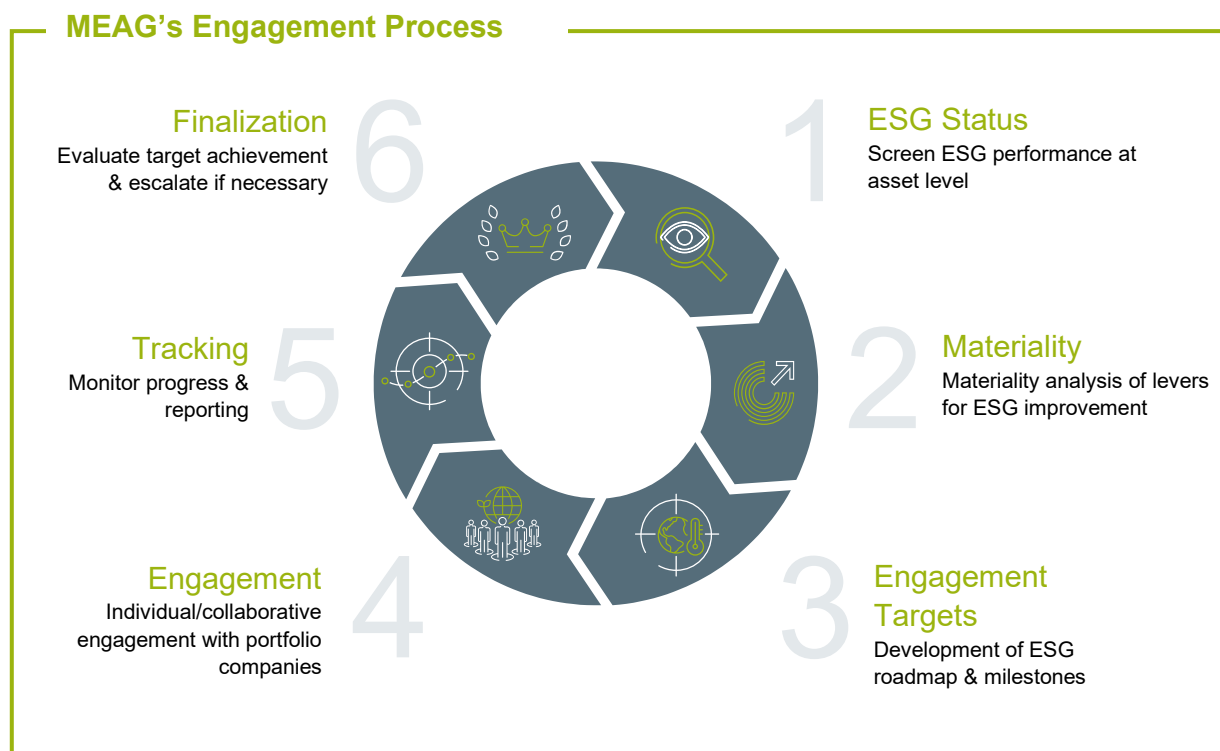 MEAG's Engagement Process
1
ESG Status
Screen ESG performance at
asset level
2
Materiality
Materiality analysis of levers
for ESG improvement
3
Engagement
Targets
Development of ESG
roadmap & milestones
4
Engagement
Individual/collaborative
engagement with portfolio
companies
5
Tracking
Monitor progress &
reporting
6
Finalization
Evaluate target achievement
& escalate if necessary